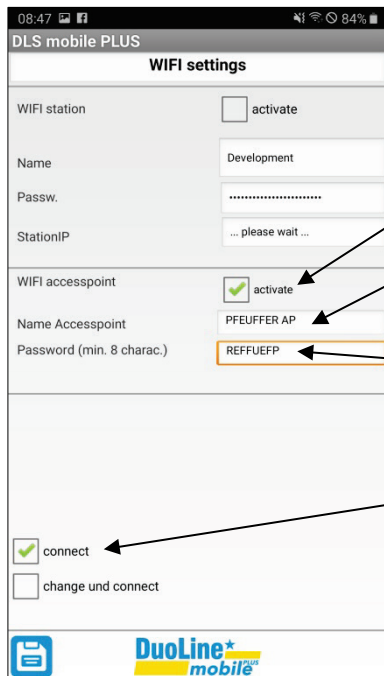 08:47 84%
DLS mobile PLUS
WIFI settings
WIFI station activate
Name Development
Passw. ························
StationIP ... please wait ...
WIFI accesspoint activate
Name Accesspoint PFEUFFER AP
Password (min. 8 charac.) REFFUEFP
connect
change und connect
DuoLine
mobile PLUS